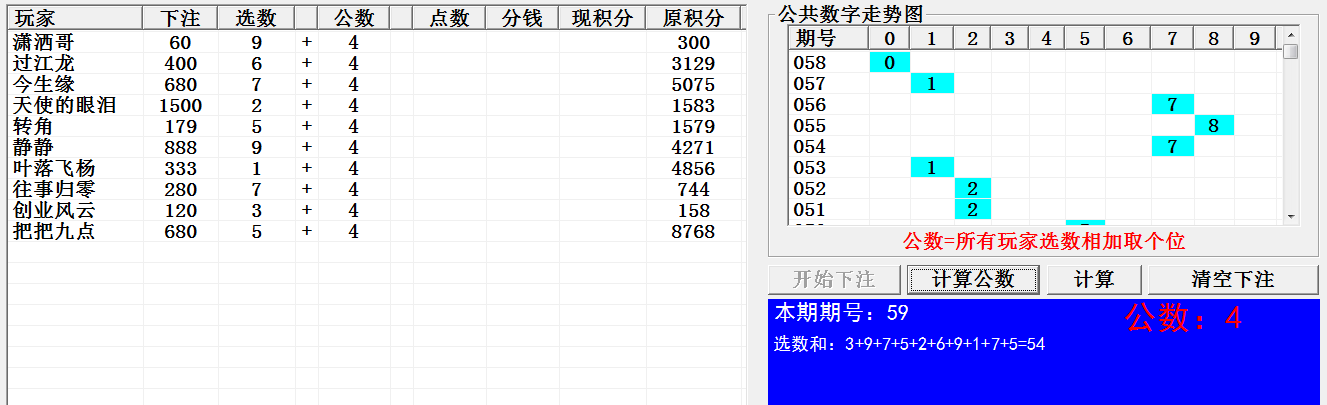 玩家 下注 选数 公数 点数 分钱 现积分 原积分
潇洒哥 60 9 + 4 300
过江龙 400 6 + 4 3129
今生缘 680 7 + 4 5075
天使的眼泪 1500 2 + 4 1583
转角 179 5 + 4 1579
静静 888 9 + 4 4271
叶落飞杨 333 1 + 4 4856
往事归零 280 7 + 4 744
创业风云 120 3 + 4 158
把把九点 680 5 + 4 8768
公共数字走势图
期号 0 1 2 3 4 5 6 7 8 9
058 0
057 1
056 7
055 8
054 7
053 1
052 2
051 2
公数=所有玩家选数相加取个位
开始下注 计算公数 计算 清空下注
本期期号：59 公数：4
选数和：3+9+7+5+2+6+9+1+7+5=54